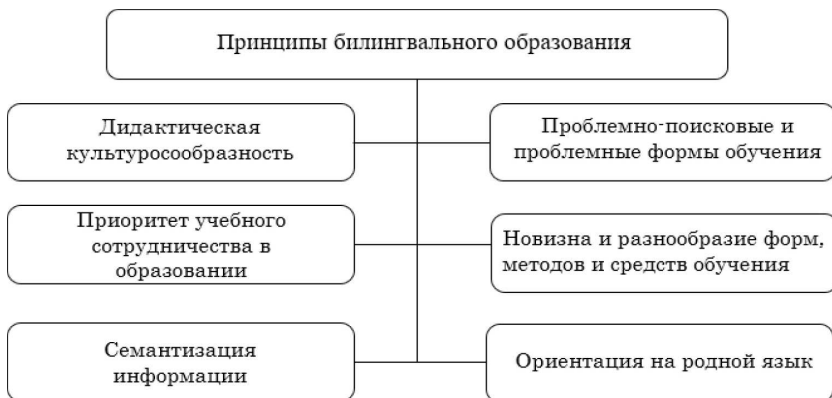 Принципы билингвального образования
Дидактическая
культуросообразность
Проблемно-поисковые и
проблемные формы обучения
Приоритет учебного
сотрудничества в
образовании
Новизна и разнообразие форм,
методов и средств обучения
Семантизация
информации
Ориентация на родной язык